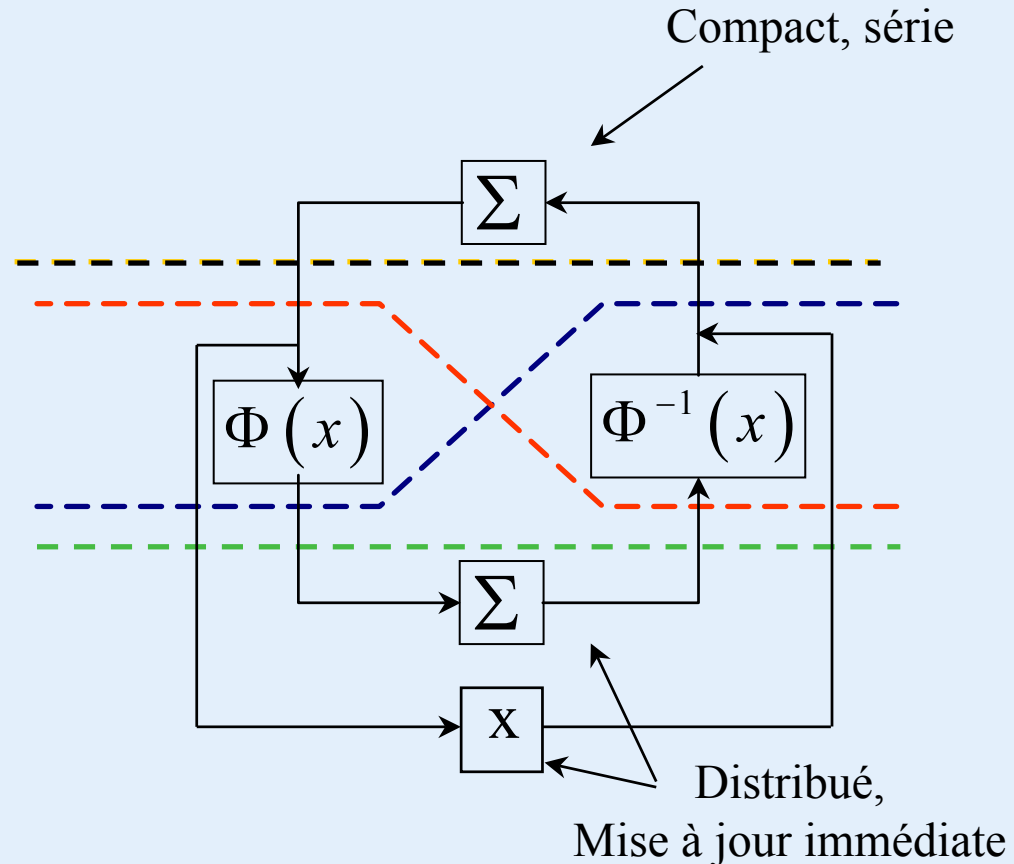 Compact, série
Σ
Φ(x)
Φ⁻¹(x)
Σ
x
Distribué,
Mise à jour immédiate